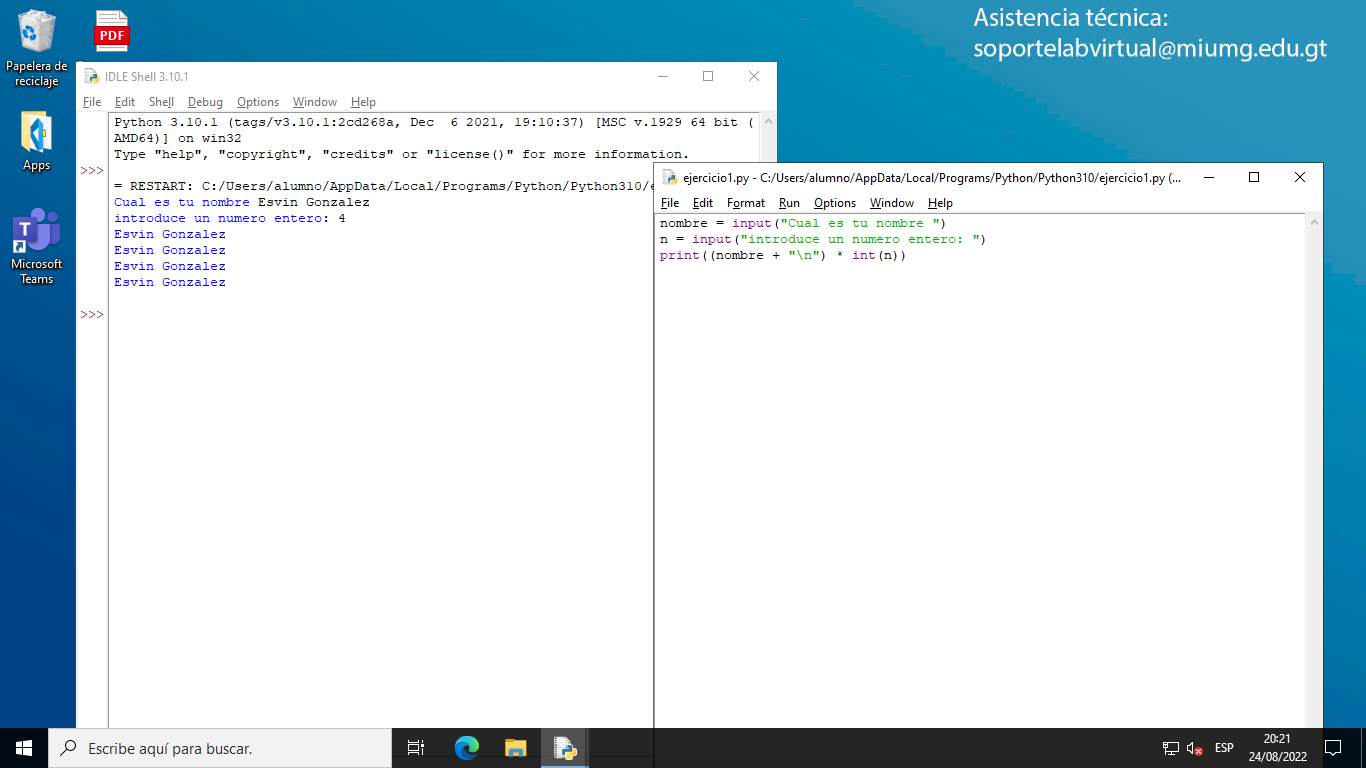 Asistencia técnica:
soportelabvirtual@miumg.edu.gt
Papelera de
reciclaje
PDF
Apps
Microsoft
Teams
IDLE Shell 3.10.1
File Edit Shell Debug Options Window Help
Python 3.10.1 (tags/v3.10.1:2cd268a, Dec  6 2021, 19:10:37) [MSC v.1929 64 bit (
AMD64)] on win32
Type "help", "copyright", "credits" or "license()" for more information.
>>>
= RESTART: C:/Users/alumno/AppData/Local/Programs/Python/Python310/
Cual es tu nombre Esvin Gonzalez
introduce un numero entero: 4
Esvin Gonzalez
Esvin Gonzalez
Esvin Gonzalez
Esvin Gonzalez
>>>
ejercicio1.py - C:/Users/alumno/AppData/Local/Programs/Python/Python310/ejercicio1.py (...
File Edit Format Run Options Window Help
nombre = input("Cual es tu nombre ")
n = input("introduce un numero entero: ")
print((nombre + "\n") * int(n))
Escribe aquí para buscar.
ESP
20:21
24/08/2022